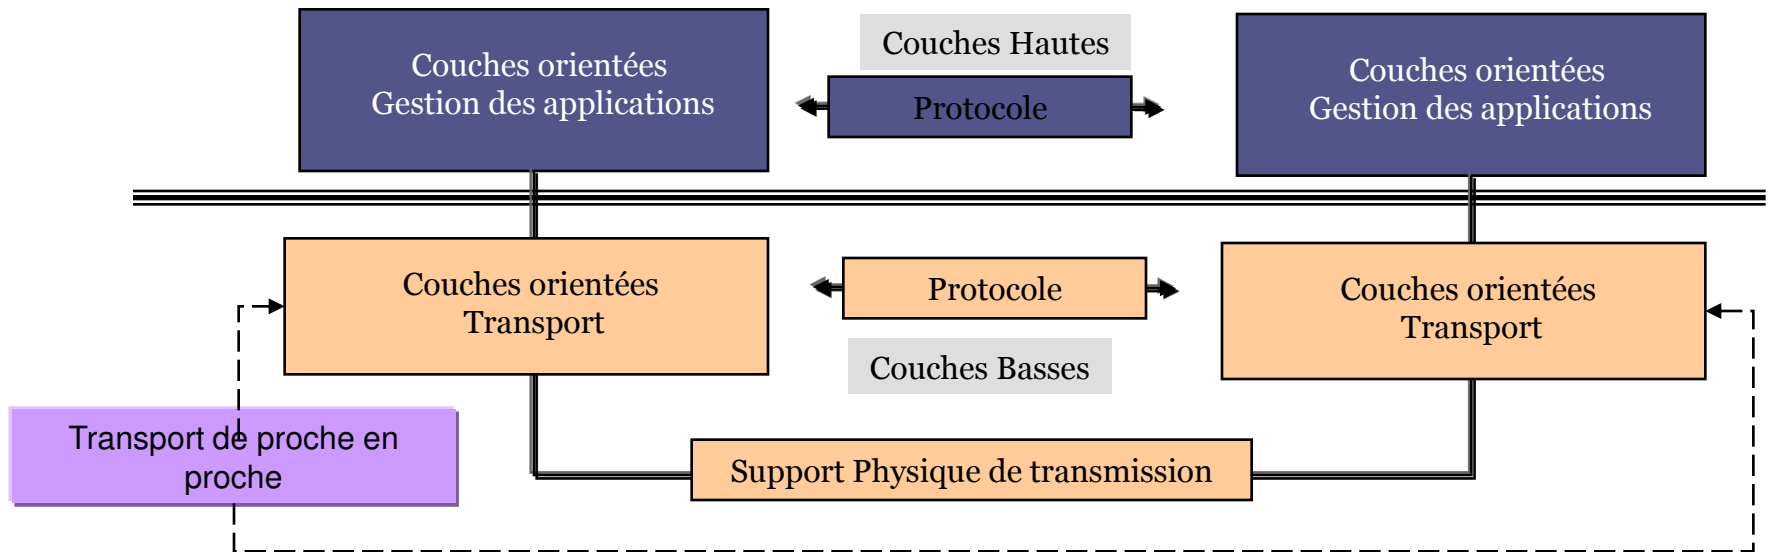 Couches orientées
Gestion des applications
Couches Hautes
Protocole
Couches orientées
Gestion des applications
Couches orientées
Transport
Protocole
Couches Basses
Couches orientées
Transport
Transport de proche en
proche
Support Physique de transmission